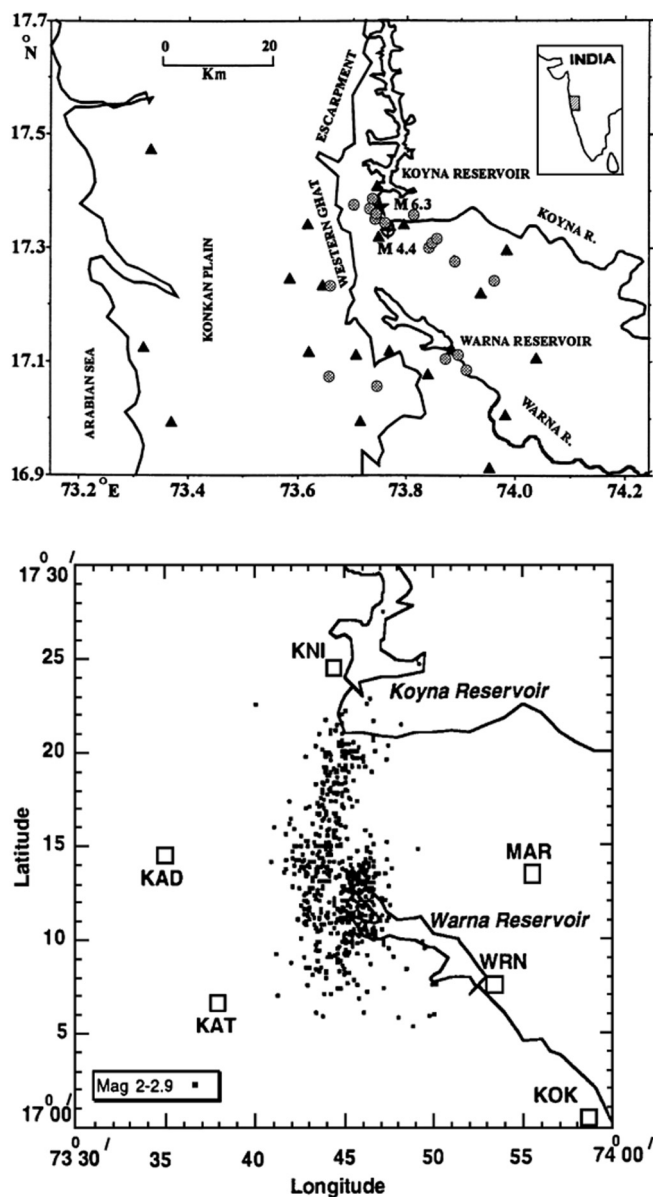 17.7
o
N
0 20
Km
INDIA
ESCARPMENT
17.5
KOYNA RESERVOIR
M 6.3
WESTERN GHAT
KOYNA R.
17.3
M 4.4
KONKAN PLAIN
ARABIAN SEA
WARNA RESERVOIR
17.1
WARNA R.
16.9
73.2 73.4 73.6 73.8 74.0 74.2
o
E
17 0 30 /
KNI
25
Koyna Reservoir
20
15
MAR
KAD
Latitude
10
Warna Reservoir
WRN
KAT
5
Mag 2-2.9
KOK
17 0 00 /
73 0 30 / 35 40 45 50 55 74 0 00 /
Longitude